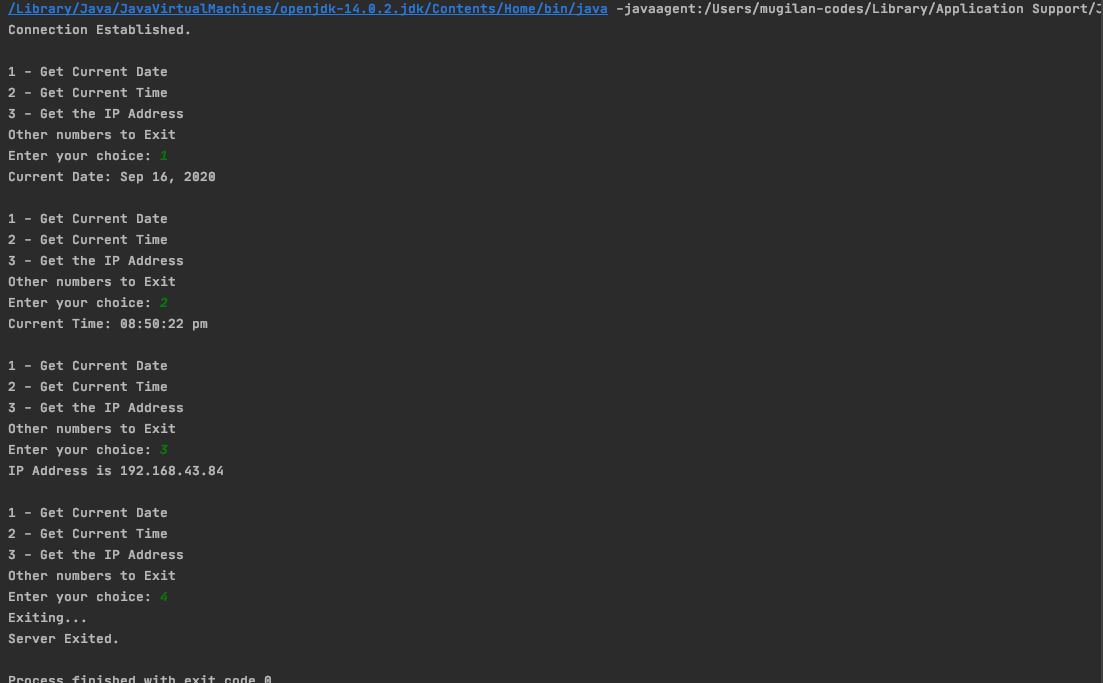 /Library/Java/JavaVirtualMachines/openjdk-14.0.2.jdk/Contents/Home/bin/java -javaagent:/Users/mugilan-codes/Library/Application Support/J
Connection Established.
1 - Get Current Date
2 - Get Current Time
3 - Get the IP Address
Other numbers to Exit
Enter your choice: 1
Current Date: Sep 16, 2020
1 - Get Current Date
2 - Get Current Time
3 - Get the IP Address
Other numbers to Exit
Enter your choice: 2
Current Time: 08:50:22 pm
1 - Get Current Date
2 - Get Current Time
3 - Get the IP Address
Other numbers to Exit
Enter your choice: 3
IP Address is 192.168.43.84
1 - Get Current Date
2 - Get Current Time
3 - Get the IP Address
Other numbers to Exit
Enter your choice: 4
Exiting...
Server Exited.
Process finished with exit code 0